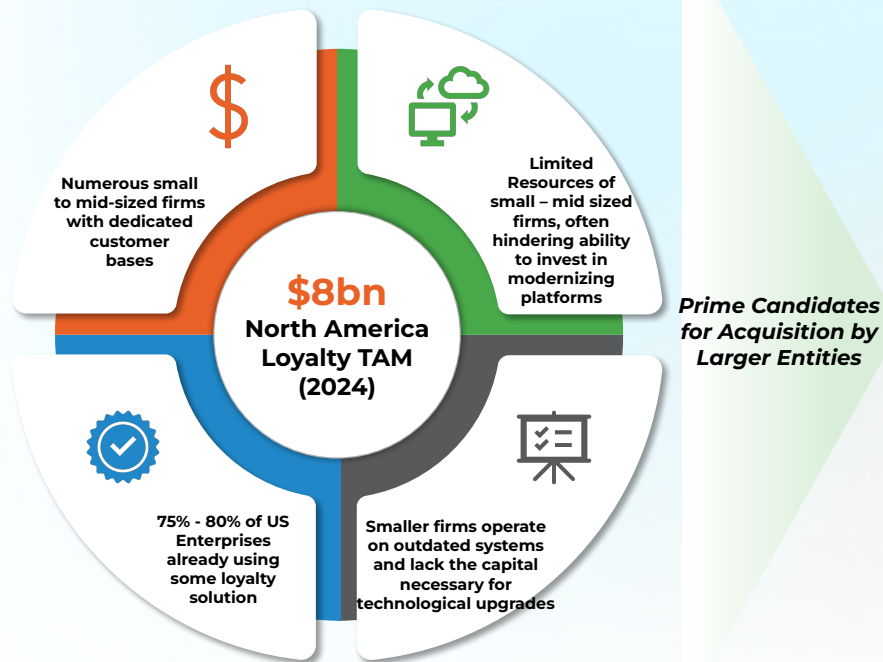 Numerous small
to mid-sized firms
with dedicated
customer
bases
Limited
Resources of
small – mid sized
firms, often
hindering ability
to invest in
modernizing
platforms
$8bn
North America
Loyalty TAM
(2024)
Prime Candidates
for Acquisition by
Larger Entities
75% - 80% of US
Enterprises
already using
some loyalty
solution
Smaller firms operate
on outdated systems
and lack the capital
necessary for
technological upgrades